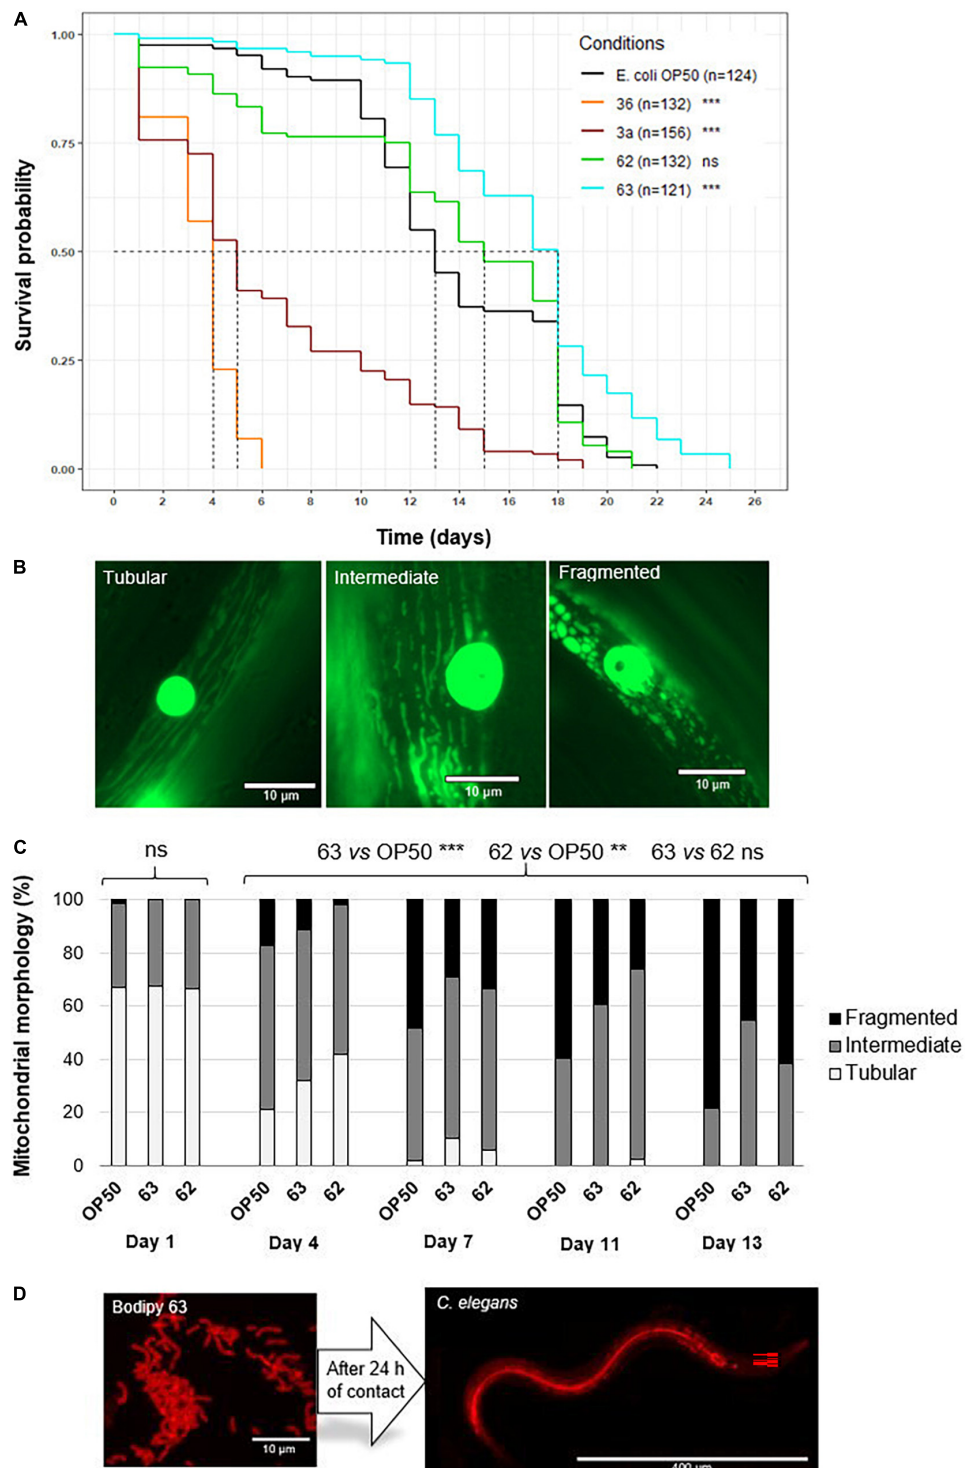 A
Survival probability
1.00
0.75
0.50
0.25
0.00
Conditions
E. coli OP50 (n=124)
36 (n=132) ***
3a (n=156) ***
62 (n=132) ns
63 (n=121) ***
0 2 4 6 8 10 12 14 16 18 20 22 24 26
Time (days)
B
Tubular
10 µm
Intermediate
10 µm
Fragmented
10 µm
C
ns
63 vs OP50 *** 62 vs OP50 ** 63 vs 62 ns
Mitochondrial morphology (%)
100
80
60
40
20
0
OP50 63 62 OP50 63 62 OP50 63 62 OP50 63 62 OP50 63 62
Day 1 Day 4 Day 7 Day 11 Day 13
Fragmented
Intermediate
Tubular
D
Bodipy 63
10 µm
After 24 h
of contact
C. elegans
400 µm